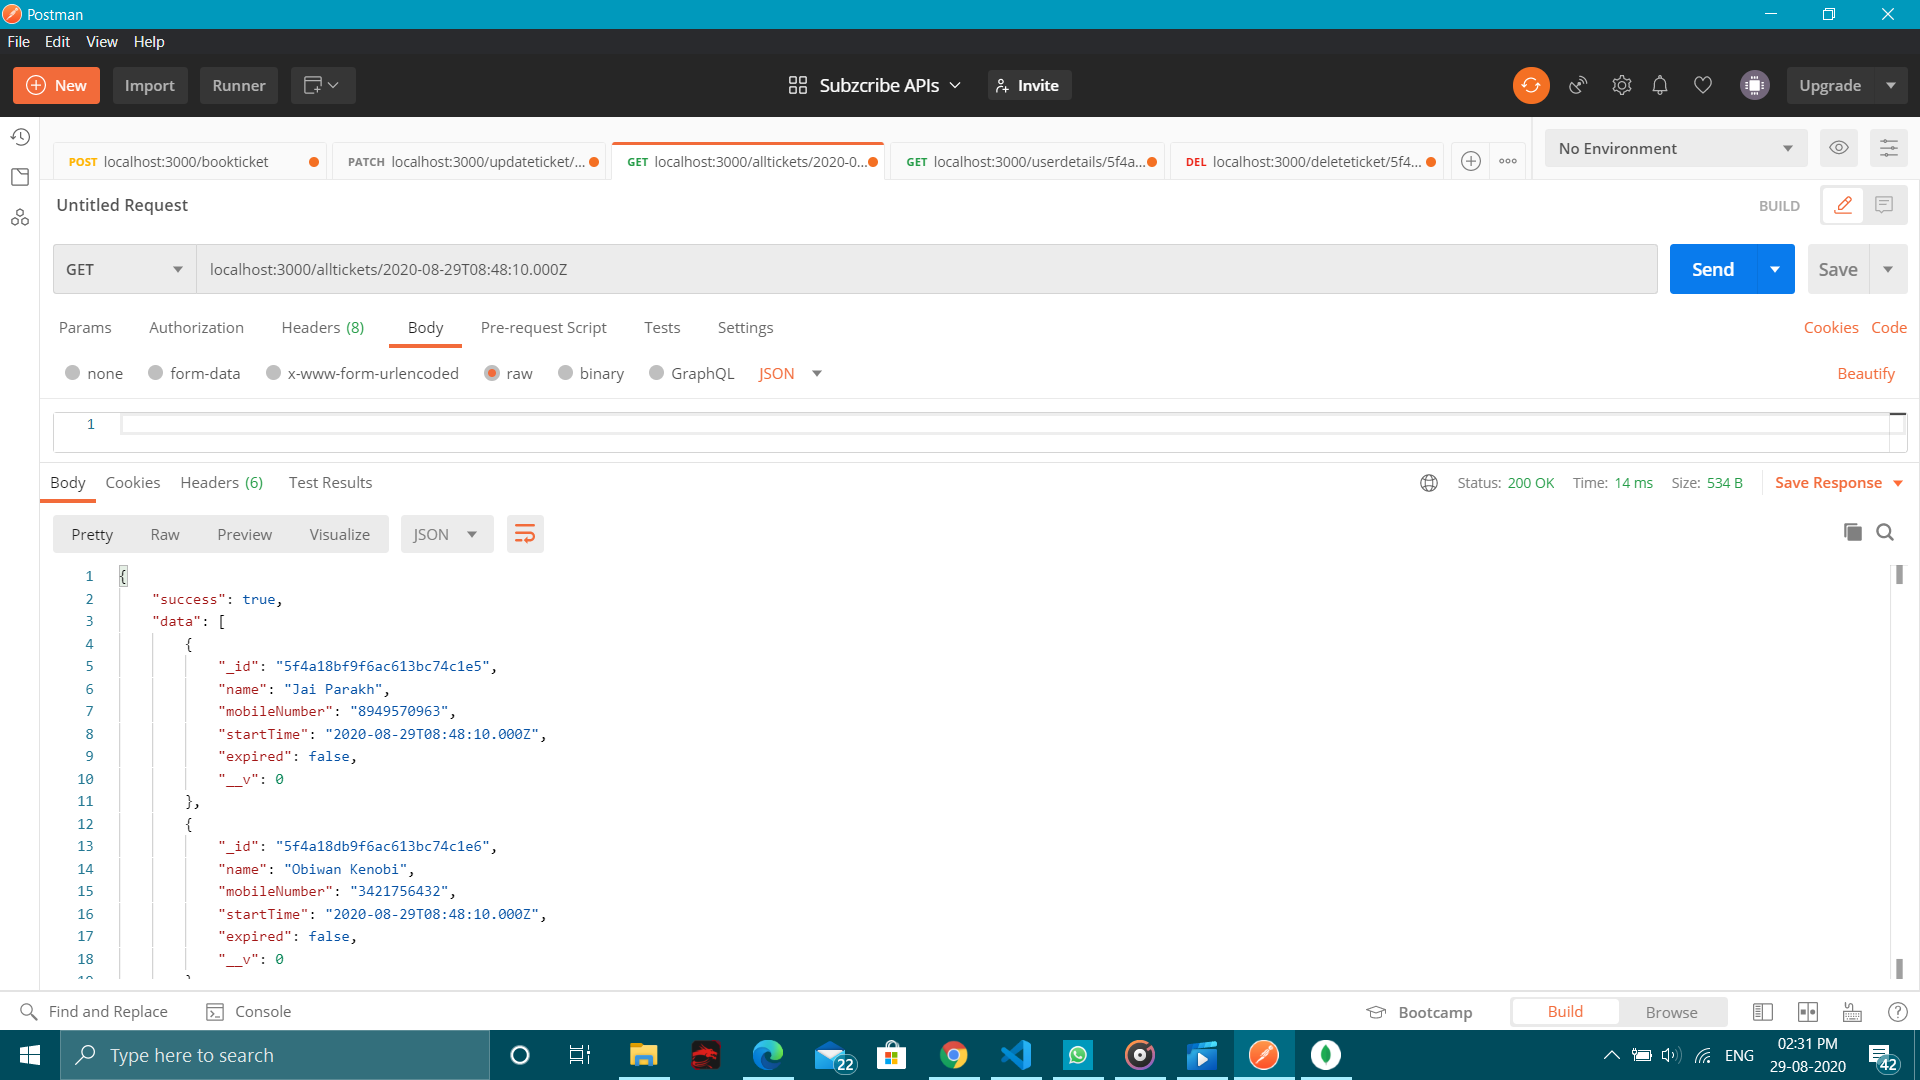 Postman
File Edit View Help
New Import Runner Subzcribe APIs Invite Upgrade
POST localhost:3000/bookticket PATCH localhost:3000/updateticket/... GET localhost:3000/alltickets/2020-0... GET localhost:3000/userdetails/5f4a... DEL localhost:3000/deleteticket/5f4... No Environment
Untitled Request BUILD
GET localhost:3000/alltickets/2020-08-29T08:48:10.000Z Send Save
Params Authorization Headers (8) Body Pre-request Script Tests Settings Cookies Code
none form-data x-www-form-urlencoded raw binary GraphQL JSON Beautify
1
Body Cookies Headers (6) Test Results Status: 200 OK Time: 14 ms Size: 534 B Save Response
Pretty Raw Preview Visualize JSON
1 {
2 "success": true,
3 "data": [
4 {
5 "_id": "5f4a18bf9f6ac613bc74c1e5",
6 "name": "Jai Parakh",
7 "mobileNumber": "8949570963",
8 "startTime": "2020-08-29T08:48:10.000Z",
9 "expired": false,
10 "__v": 0
11 },
12 {
13 "_id": "5f4a18db9f6ac613bc74c1e6",
14 "name": "Obiwan Kenobi",
15 "mobileNumber": "3421756432",
16 "startTime": "2020-08-29T08:48:10.000Z",
17 "expired": false,
18 "__v": 0
Find and Replace Console Bootcamp Build Browse
Type here to search 22 ENG 02:31 PM
29-08-2020 42